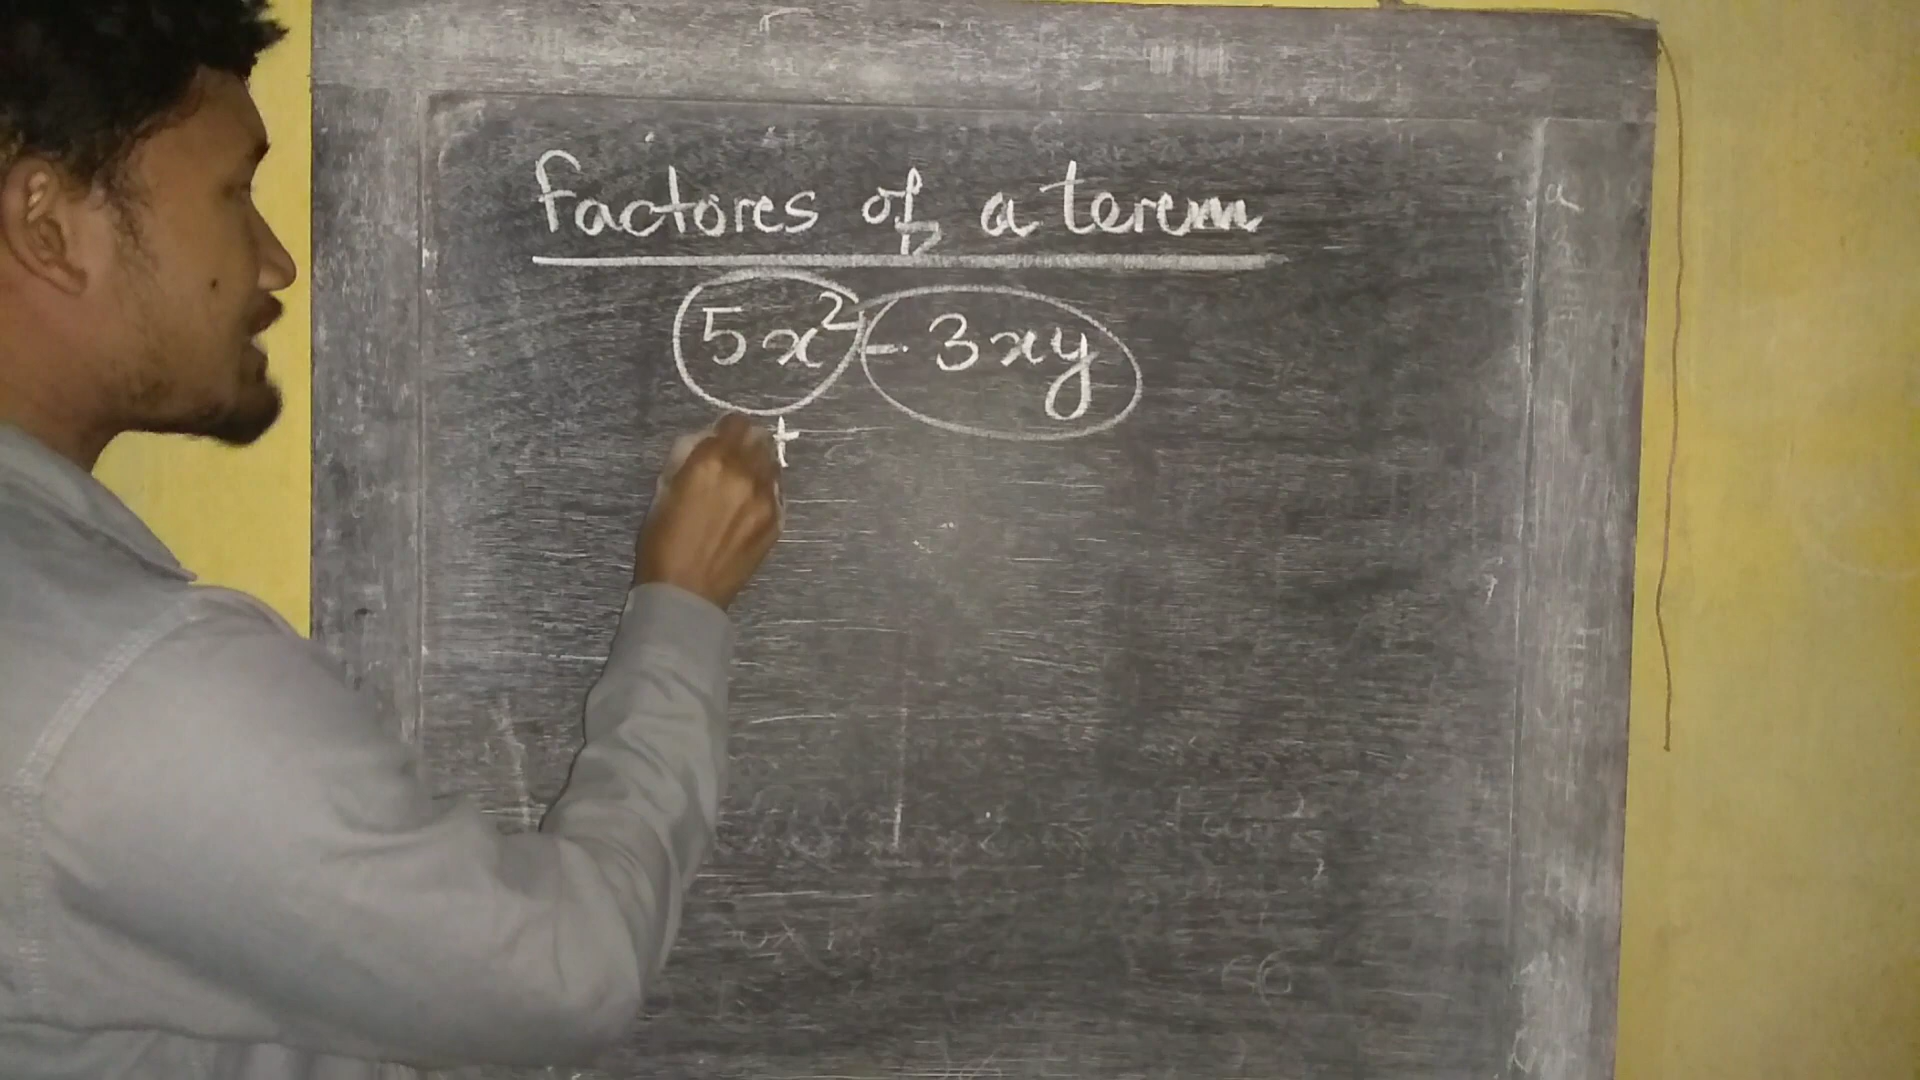 Factores of a terem
5x² - 3xy
t